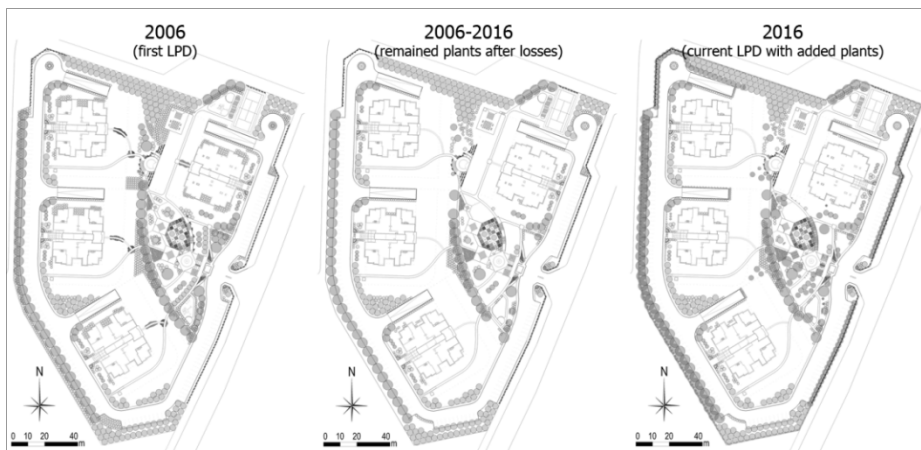 2006
(first LPD)
2006-2016
(remained plants after losses)
2016
(current LPD with added plants)
N
0 10 20 40
m
N
0 10 20 40
m
N
0 10 20 40
m